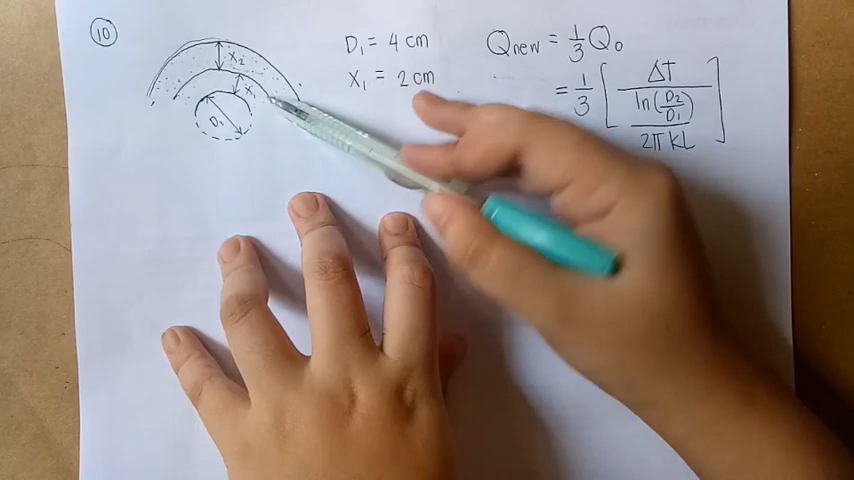 10
X₂
X₁
D₁
D₁ = 4 cm
X₁ = 2 cm
Qnew = 1/3 Q₀
= 1/3 [ ΔT / ( ln(D₂/D₁) / 2πKL ) ]